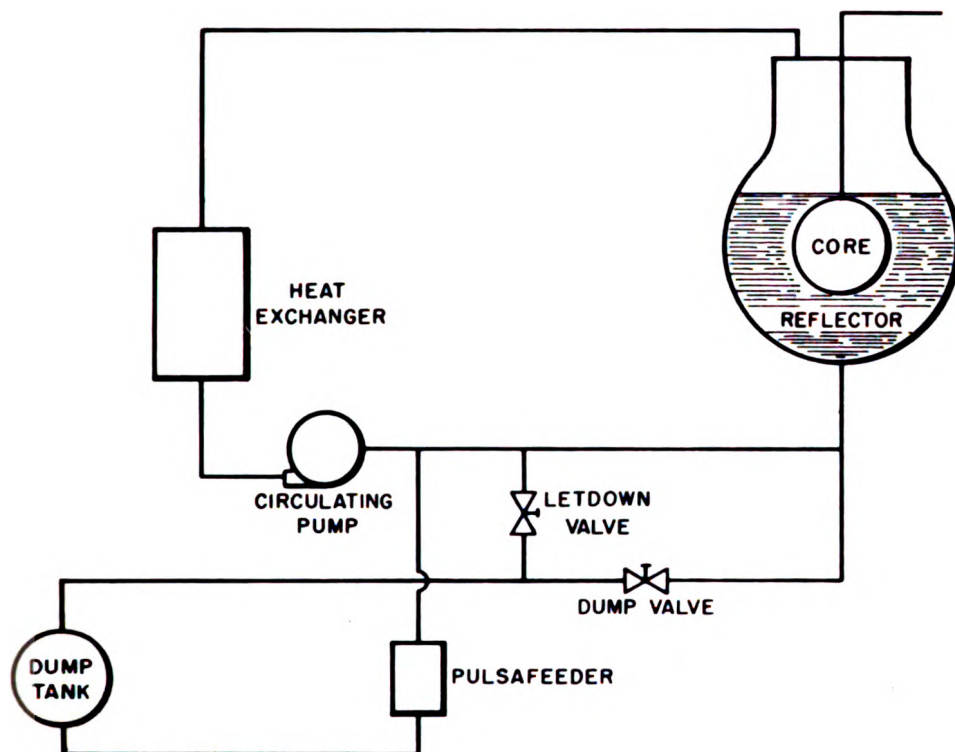 CORE
REFLECTOR
HEAT
EXCHANGER
CIRCULATING
PUMP
LETDOWN
VALVE
DUMP VALVE
DUMP
TANK
PULSAFEEDER